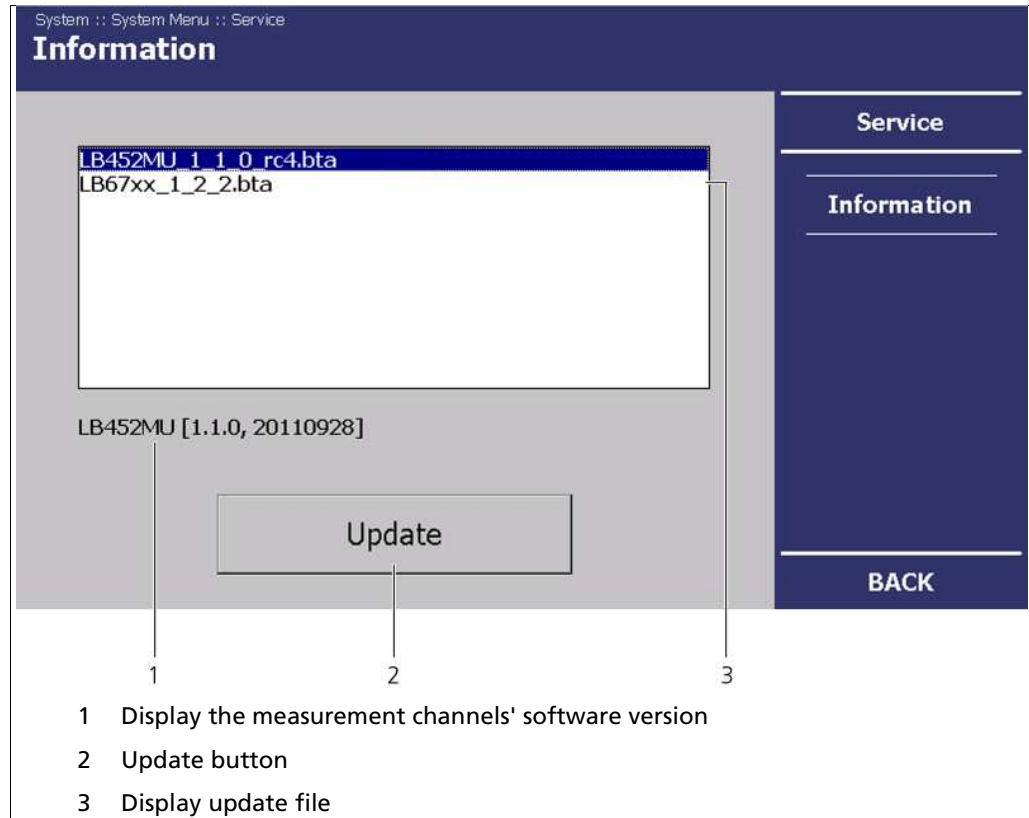 System :: System Menu :: Service
Information
Service
LB452MU_1_1_0_rc4.bta
LB67xx_1_2_2.bta
Information
LB452MU [1.1.0, 20110928]
Update
BACK
1 2 3
1 Display the measurement channels' software version
2 Update button
3 Display update file